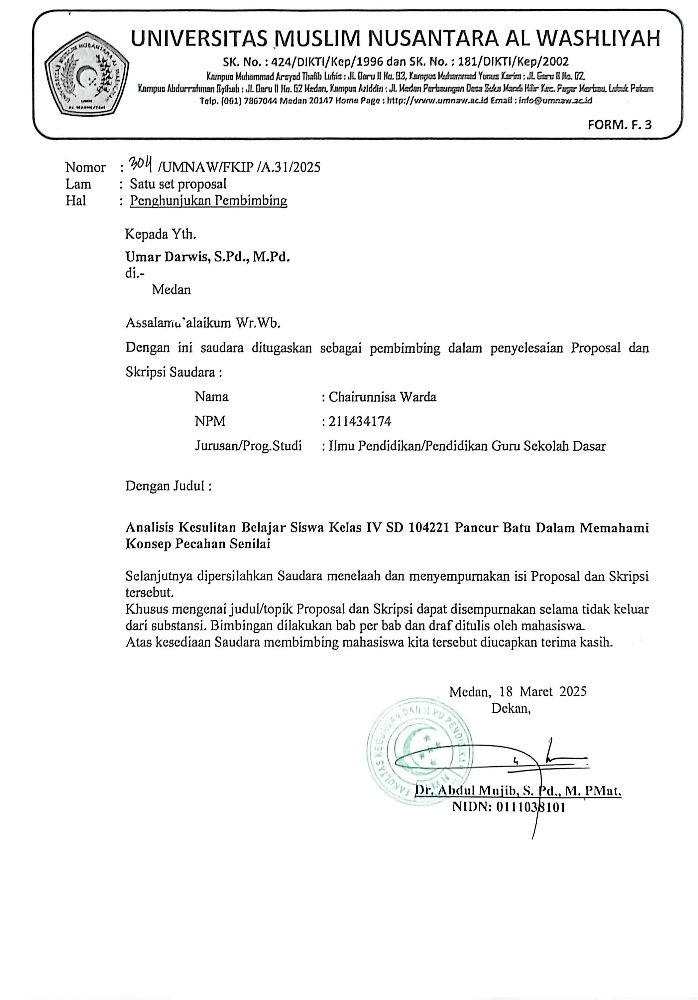 UNIVERSITAS MUSLIM NUSANTARA AL WASHLIYAH
SK. No. : 424/DIKTI/Kep/1996 dan SK. No. : 181/DIKTI/Kep/2002
Kampus Muhammad Arsyad Thalib Lubis : Jl. Garu II No. 93, Kampus Muhammad Yunus Karim : Jl. Garu II No. 02,
Kampus Abdurrahman Syihab : Jl. Garu II No. 52 Medan, Kampus Aziddin : Jl. Medan Perbaungan Desa Suka Mandi Hilir Kec. Pagar Merbau, Lubuk Pakam
Telp. (061) 7867044 Medan 20147 Home Page : http://www.umnaw.ac.id Email : info@umnaw.ac.id
FORM. F. 3
Nomor : 304 /UMNAW/FKIP /A.31/2025
Lam : Satu set proposal
Hal : Penghunjukan Pembimbing
Kepada Yth.
Umar Darwis, S.Pd., M.Pd.
di.-
Medan
Assalamu'alaikum Wr.Wb.
Dengan ini saudara ditugaskan sebagai pembimbing dalam penyelesaian Proposal dan
Skripsi Saudara :
Nama : Chairunnisa Warda
NPM : 211434174
Jurusan/Prog.Studi : Ilmu Pendidikan/Pendidikan Guru Sekolah Dasar
Dengan Judul :
Analisis Kesulitan Belajar Siswa Kelas IV SD 104221 Pancur Batu Dalam Memahami
Konsep Pecahan Senilai
Selanjutnya dipersilahkan Saudara menelaah dan menyempurnakan isi Proposal dan Skripsi
tersebut.
Khusus mengenai judul/topik Proposal dan Skripsi dapat disempurnakan selama tidak keluar
dari substansi. Bimbingan dilakukan bab per bab dan draf ditulis oleh mahasiswa.
Atas kesediaan Saudara membimbing mahasiswa kita tersebut diucapkan terima kasih.
Medan, 18 Maret 2025
Dekan,
FAKULTAS KEGURUAN DAN ILMU PENDIDIKAN
Dr. Abdul Mujib, S. Pd., M. PMat.
NIDN: 0111038101